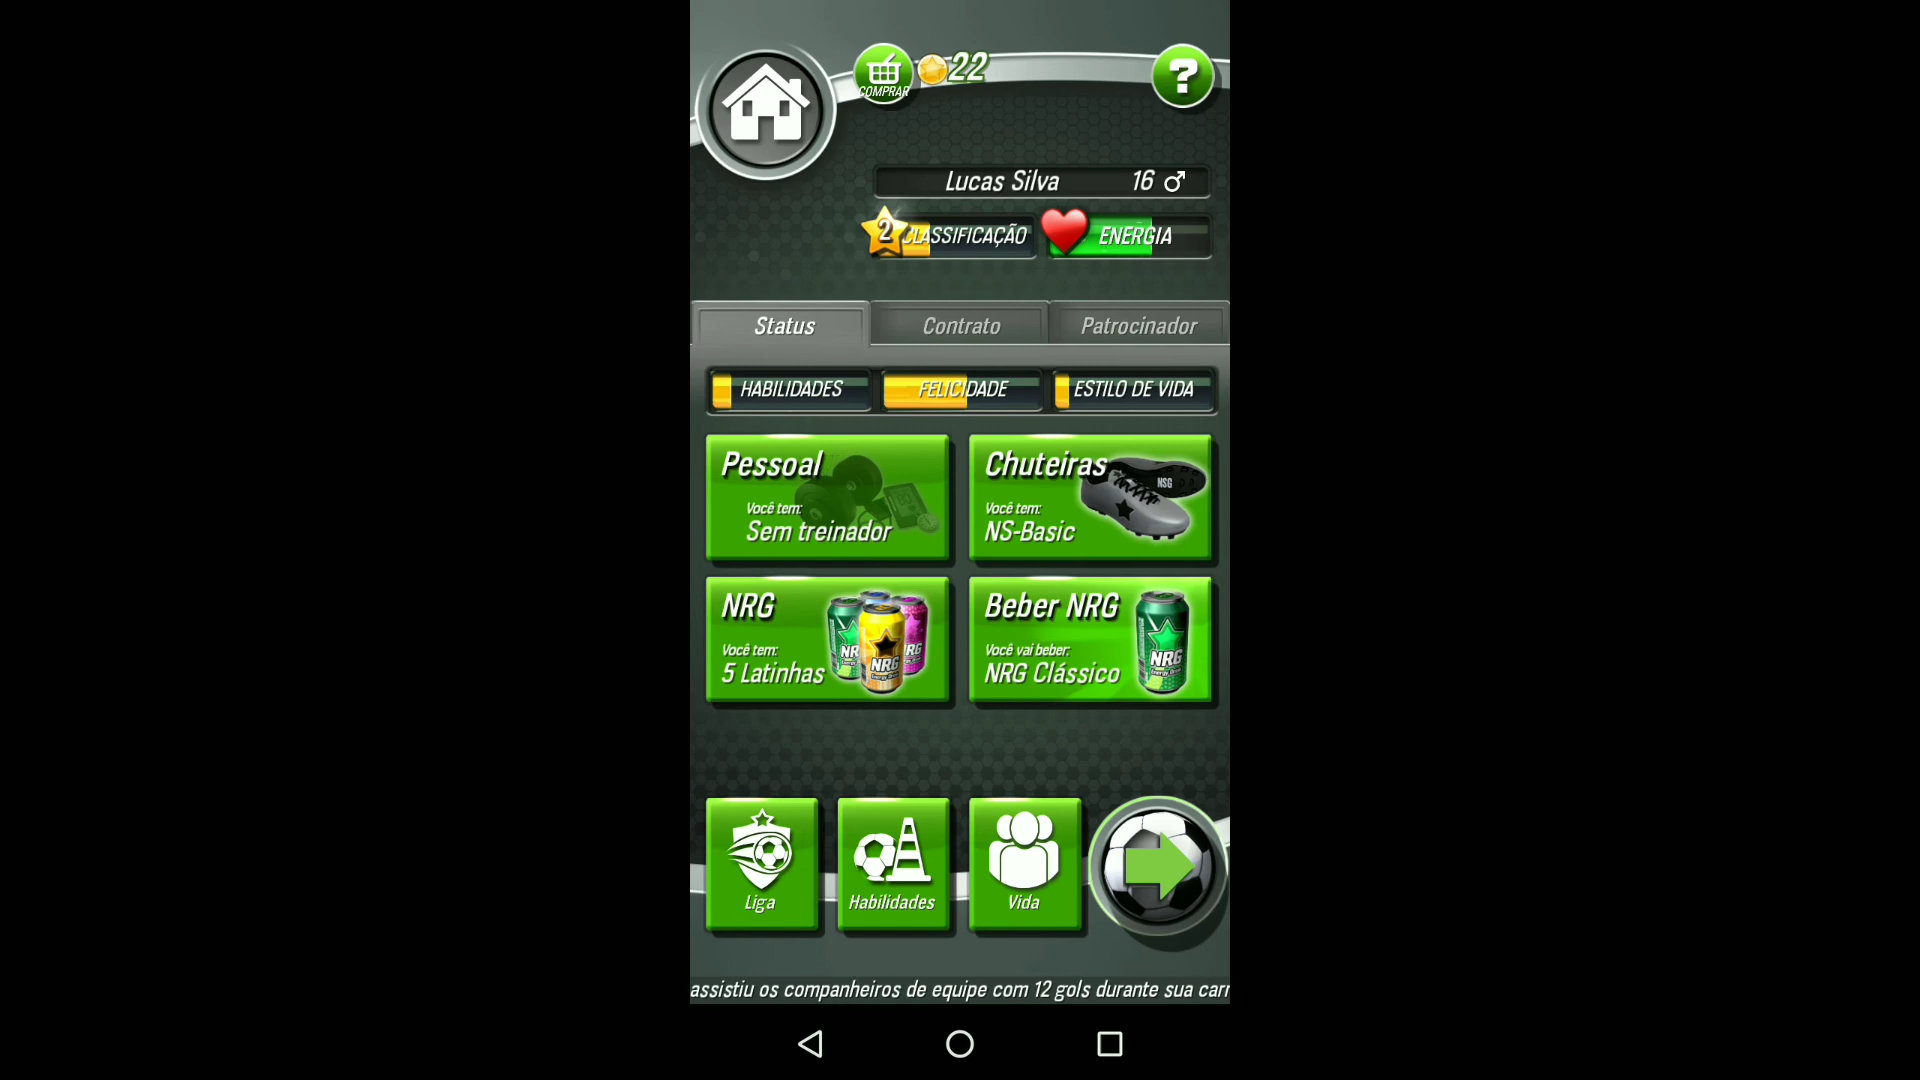 COMPRAR
22
?
Lucas Silva 16 ♂
2
CLASSIFICAÇÃO
ENERGIA
Status
Contrato
Patrocinador
HABILIDADES
FELICIDADE
ESTILO DE VIDA
Pessoal
Você tem:
Sem treinador
Chuteiras
NSG
Você tem:
NS-Basic
NRG
Você tem:
5 Latinhas
NRG
Beber NRG
Você vai beber:
NRG Clássico
NRG
Liga
Habilidades
Vida
assistiu os companheiros de equipe com 12 gols durante sua carr